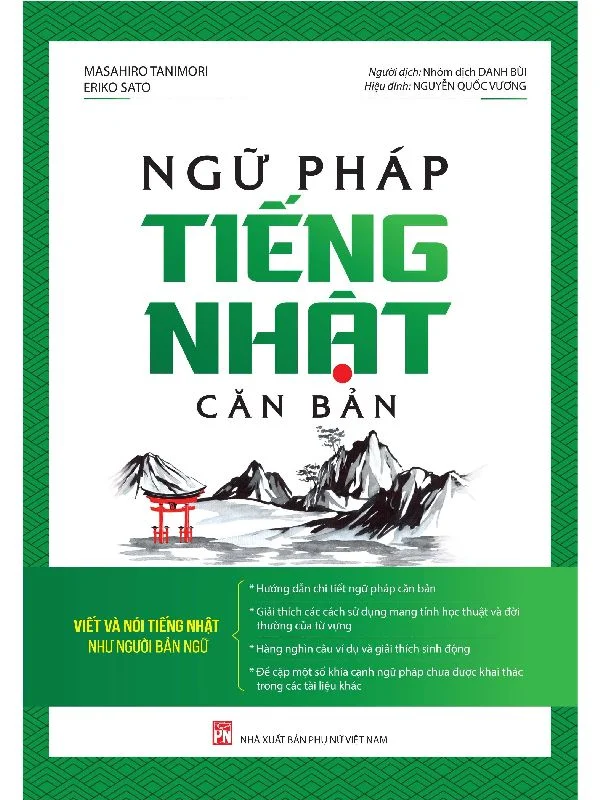 MASAHIRO TANIMORI
ERIKO SATO
Người dịch: Nhóm dịch DANH BÙI
Hiệu đính: NGUYỄN QUỐC VƯƠNG
NGỮ PHÁP
TIẾNG
NHẬT
CĂN BẢN
VIẾT VÀ NÓI TIẾNG NHẬT
NHƯ NGƯỜI BẢN NGỮ
* Hướng dẫn chi tiết ngữ pháp căn bản
* Giải thích các cách sử dụng mang tính học thuật và đời
thường của từ vựng
* Hàng nghìn câu ví dụ và giải thích sinh động
* Đề cập một số khía cạnh ngữ pháp chưa được khai thác
trong các tài liệu khác
PN
NHÀ XUẤT BẢN PHỤ NỮ VIỆT NAM